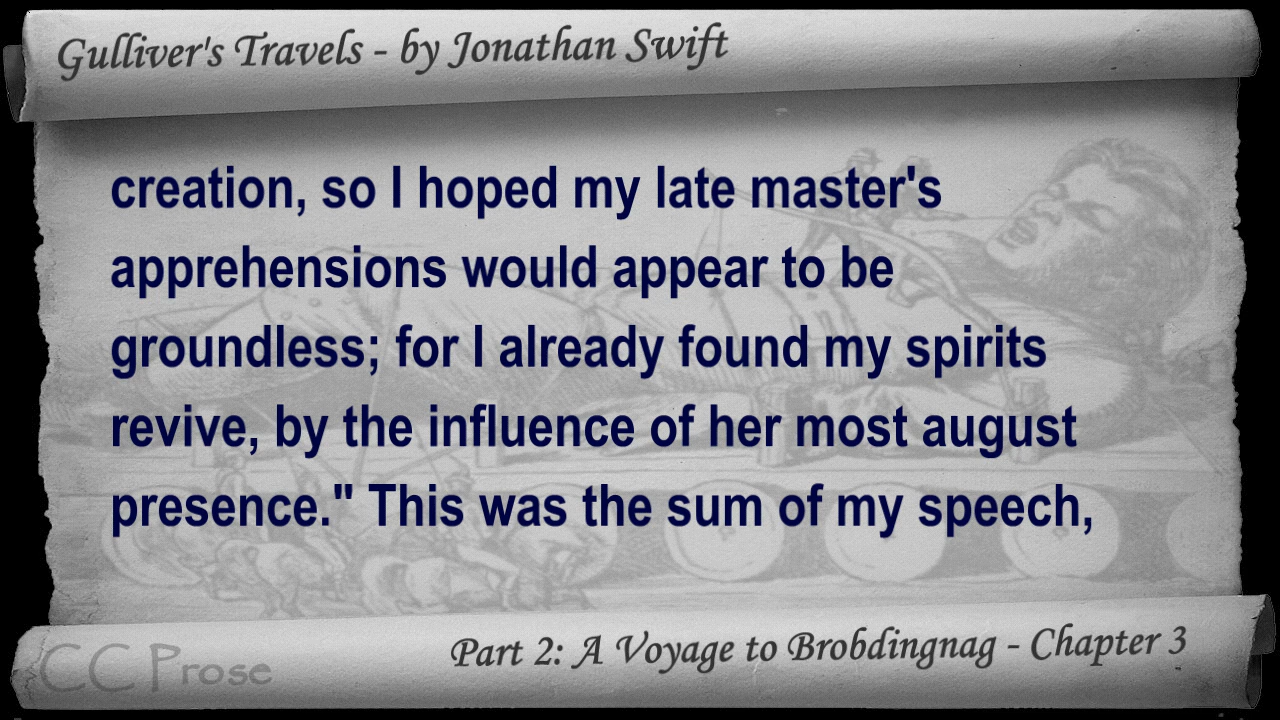 Gulliver's Travels - by Jonathan Swift
creation, so I hoped my late master's
apprehensions would appear to be
groundless; for I already found my spirits
revive, by the influence of her most august
presence." This was the sum of my speech,
Part 2: A Voyage to Brobdingnag - Chapter 3
CC Prose